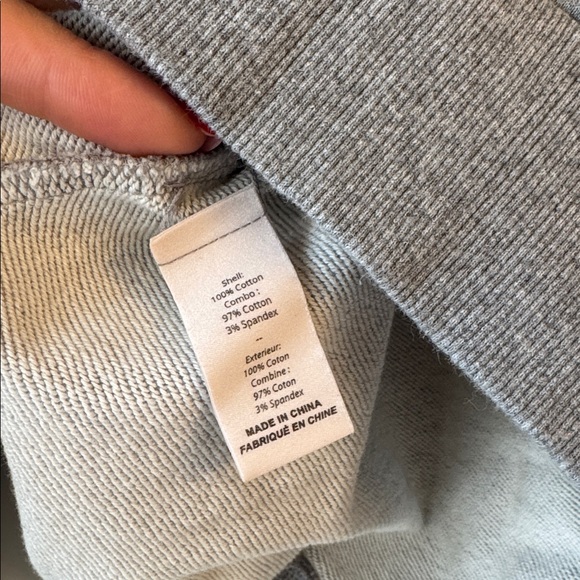 Shell:
100% Cotton
Combo :
97% Cotton
3% Spandex
--
Exterieur:
100% Coton
Combine :
97% Coton
3% Spandex
MADE IN CHINA
FABRIQUÉ EN CHINE